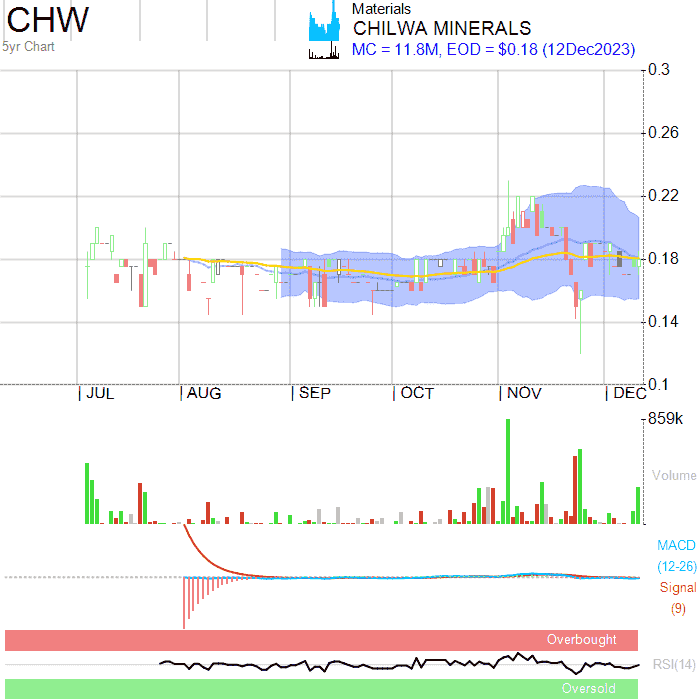 CHW
5yr Chart
Materials
CHILWA MINERALS
MC = 11.8M, EOD = $0.18 (12Dec2023)
0.3
0.26
0.22
0.18
0.14
0.1
JUL AUG SEP OCT NOV DEC
859k
Volume
MACD
(12-26)
Signal
(9)
Overbought
RSI(14)
Oversold